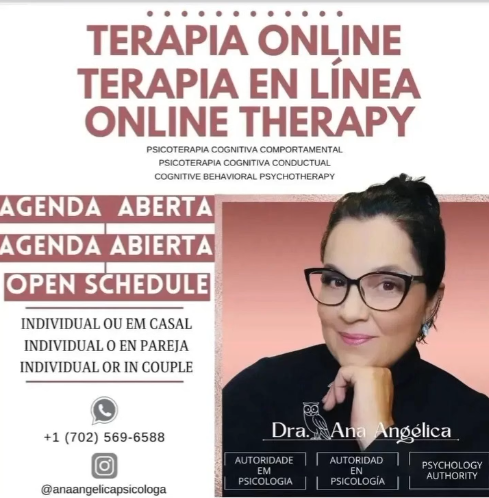 TERAPIA ONLINE
TERAPIA EN LÍNEA
ONLINE THERAPY
PSICOTERAPIA COGNITIVA COMPORTAMENTAL
PSICOTERAPIA COGNITIVA CONDUCTUAL
COGNITIVE BEHAVIORAL PSYCHOTHERAPY
AGENDA ABERTA
AGENDA ABIERTA
OPEN SCHEDULE
INDIVIDUAL OU EM CASAL
INDIVIDUAL O EN PAREJA
INDIVIDUAL OR IN COUPLE
+1 (702) 569-6588
@anaangelicapsicologa
Dra. Ana Angélica
AUTORIDADE
EM
PSICOLOGIA
AUTORIDAD
EN
PSICOLOGÍA
PSYCHOLOGY
AUTHORITY